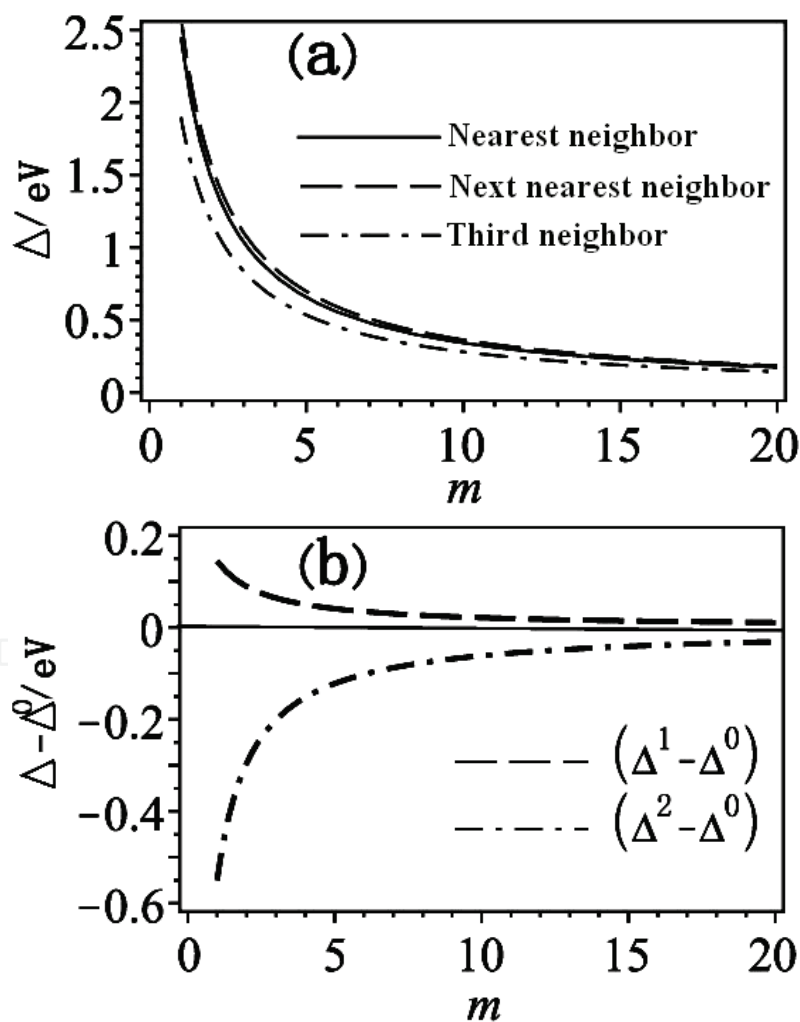 (a)
2.5
2
1.5
1
0.5
0
Δ/eV
Nearest neighbor
Next nearest neighbor
Third neighbor
0 5 10 15 20
m
(b)
0.2
0
−0.2
−0.4
−0.6
Δ−Δ⁰/eV
(Δ¹−Δ⁰)
(Δ²−Δ⁰)
0 5 10 15 20
m